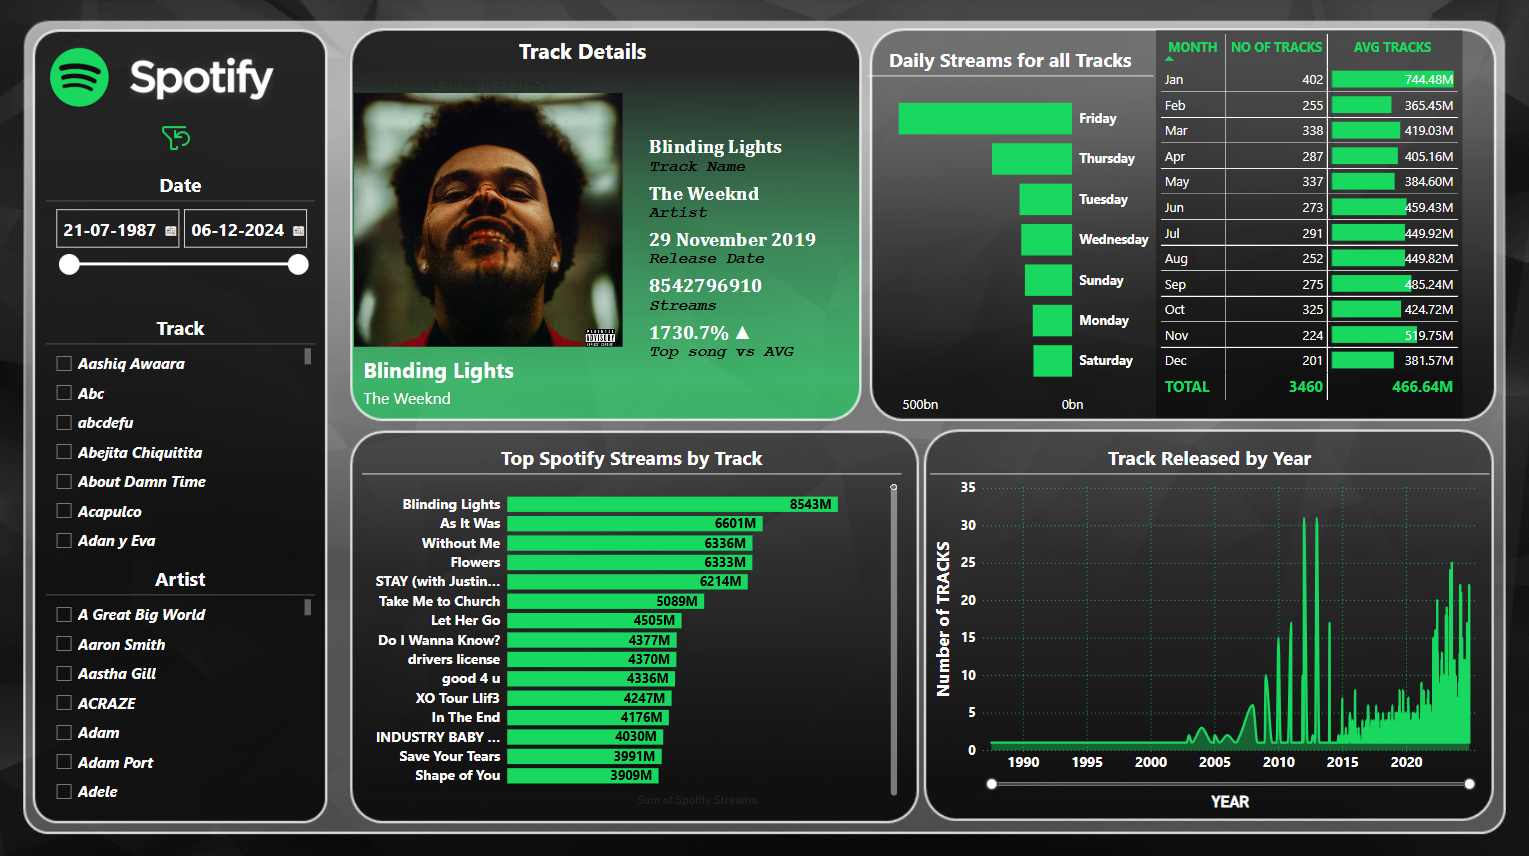 Spotify
Date
21-07-1987
06-12-2024
Track
Aashiq Awaara
Abc
abcdefu
Abejita Chiquitita
About Damn Time
Acapulco
Adan y Eva
Artist
A Great Big World
Aaron Smith
Aastha Gill
ACRAZE
Adam
Adam Port
Adele
Track Details
Blinding Lights
Track Name
The Weeknd
Artist
29 November 2019
Release Date
8542796910
Streams
1730.7% ▲
Top song vs AVG
PARENTAL
ADVISORY
EXPLICIT CONTENT
Blinding Lights
The Weeknd
Daily Streams for all Tracks
Friday
Thursday
Tuesday
Wednesday
Sunday
Monday
Saturday
500bn 0bn
MONTH NO OF TRACKS AVG TRACKS
Jan 402 744.48M
Feb 255 365.45M
Mar 338 419.03M
Apr 287 405.16M
May 337 384.60M
Jun 273 459.43M
Jul 291 449.92M
Aug 252 449.82M
Sep 275 485.24M
Oct 325 424.72M
Nov 224 519.75M
Dec 201 381.57M
TOTAL 3460 466.64M
Top Spotify Streams by Track
Blinding Lights 8543M
As It Was 6601M
Without Me 6336M
Flowers 6333M
STAY (with Justin... 6214M
Take Me to Church 5089M
Let Her Go 4505M
Do I Wanna Know? 4377M
drivers license 4370M
good 4 u 4336M
XO Tour Llif3 4247M
In The End 4176M
INDUSTRY BABY ... 4030M
Save Your Tears 3991M
Shape of You 3909M
Sum of Spotify Streams
Track Released by Year
Number of TRACKS
35
30
25
20
15
10
5
0
1990 1995 2000 2005 2010 2015 2020
YEAR